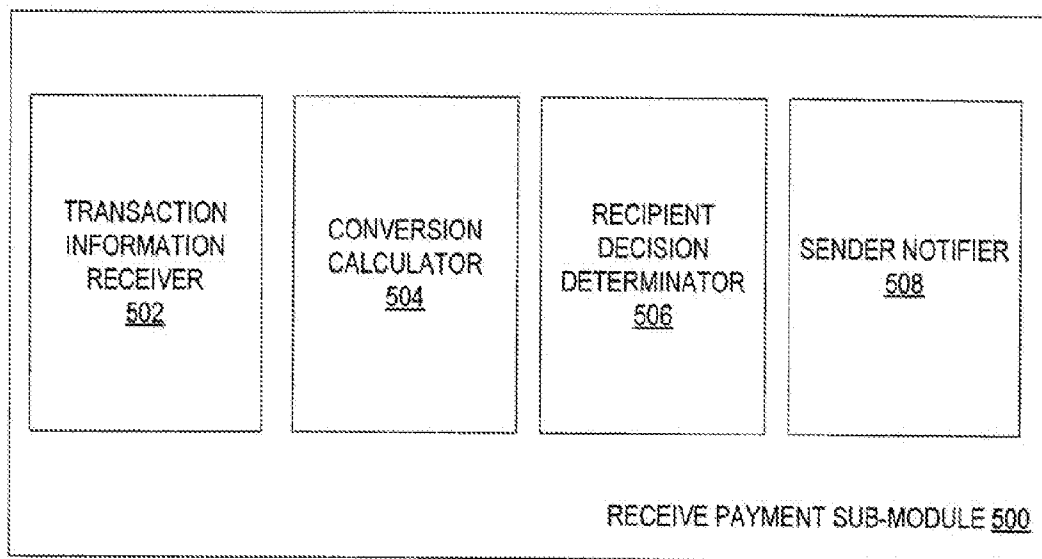 TRANSACTION
INFORMATION
RECEIVER
502
CONVERSION
CALCULATOR
504
RECIPIENT
DECISION
DETERMINATOR
506
SENDER NOTIFIER
508
RECEIVE PAYMENT SUB-MODULE 500